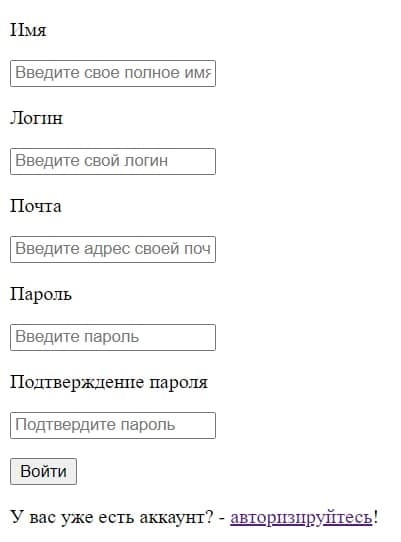 Имя
Введите свое полное имя
Логин
Введите свой логин
Почта
Введите адрес своей поч
Пароль
Введите пароль
Подтверждение пароля
Подтвердите пароль
Войти
У вас уже есть аккаунт? - авторизируйтесь!